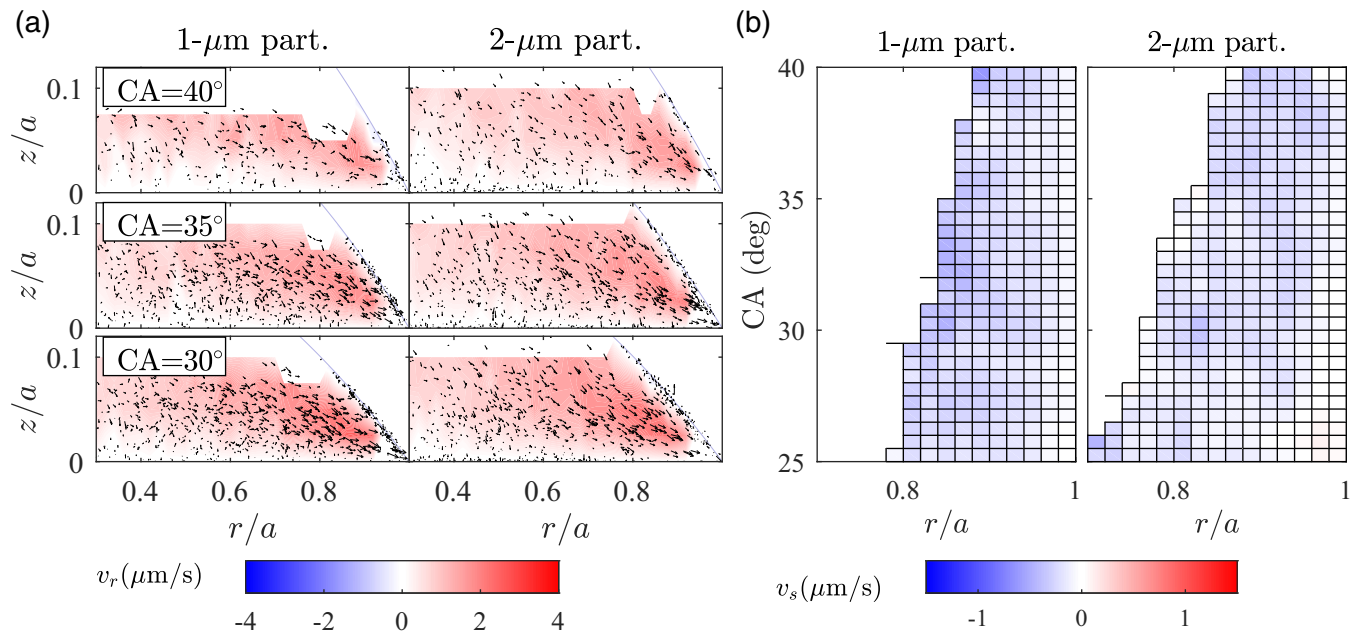 (a)
1-μm part.
2-μm part.
CA=40°
CA=35°
CA=30°
z/a
0.1
0
z/a
0.1
0
z/a
0.1
0
0.4
0.6
0.8
0.4
0.6
0.8
r/a
r/a
v_r(μm/s)
-4
-2
0
2
4
(b)
1-μm part.
2-μm part.
CA (deg)
40
35
30
25
0.8
1
0.8
1
r/a
r/a
v_s(μm/s)
-1
0
1